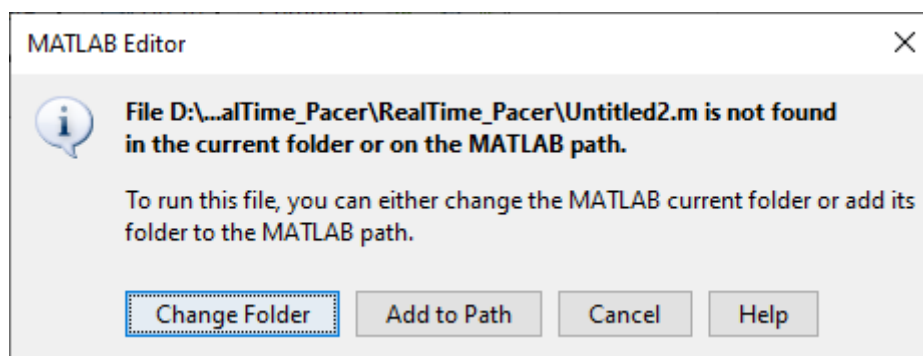 MATLAB Editor
File D:\...alTime_Pacer\RealTime_Pacer\Untitled2.m is not found
in the current folder or on the MATLAB path.
To run this file, you can either change the MATLAB current folder or add its
folder to the MATLAB path.
Change Folder
Add to Path
Cancel
Help